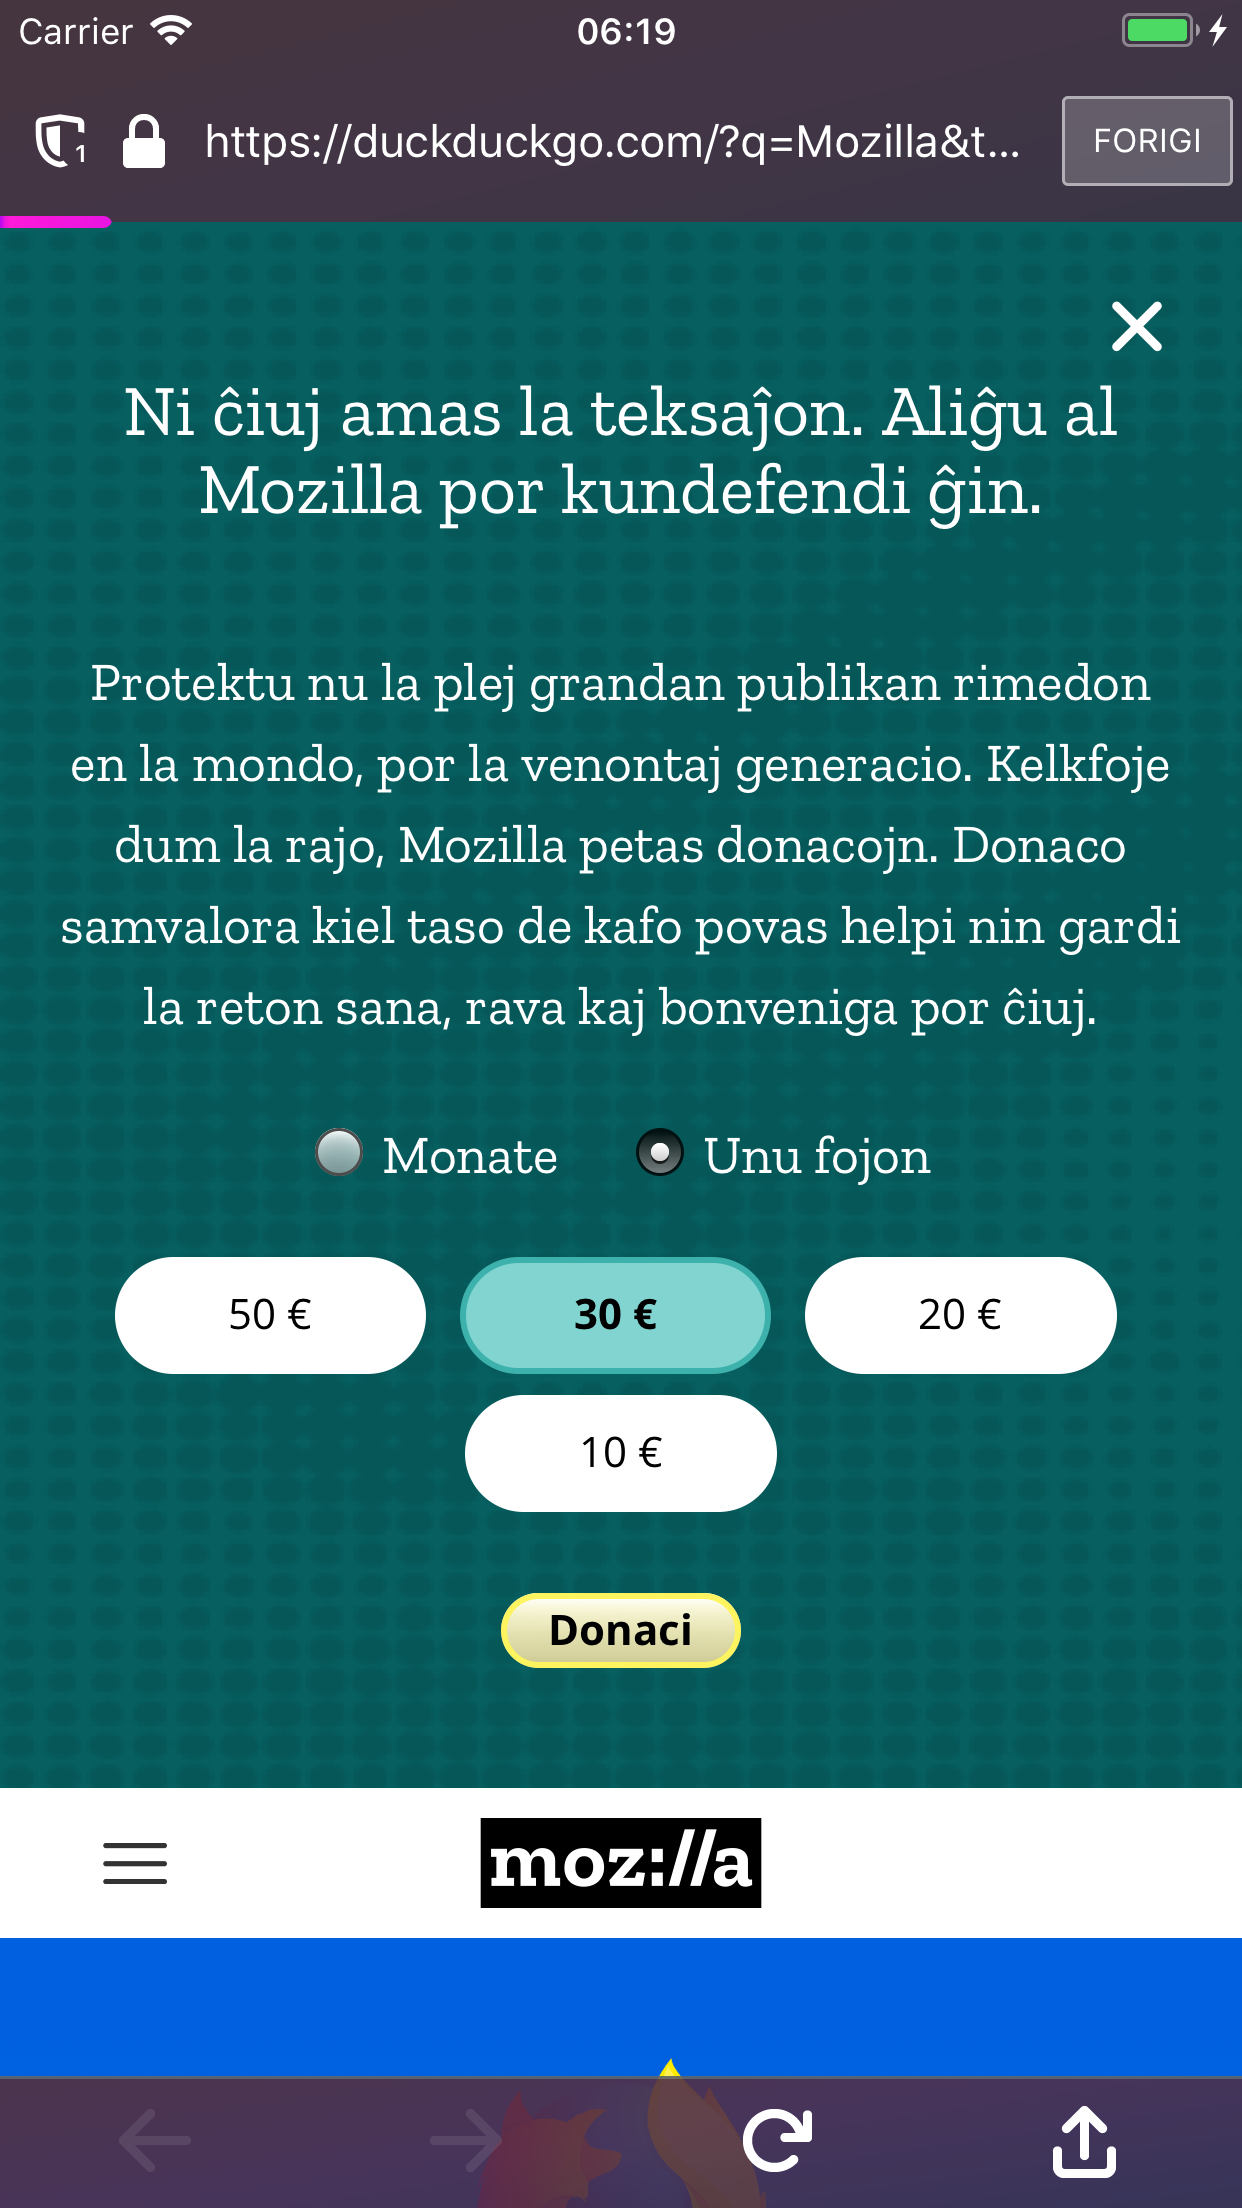 Carrier 06:19
1 https://duckduckgo.com/?q=Mozilla&t... FORIGI
Ni ĉiuj amas la teksaĵon. Aliĝu al
Mozilla por kundefendi ĝin.
Protektu nu la plej grandan publikan rimedon
en la mondo, por la venontaj generacio. Kelkfoje
dum la rajo, Mozilla petas donacojn. Donaco
samvalora kiel taso de kafo povas helpi nin gardi
la reton sana, rava kaj bonveniga por ĉiuj.
Monate Unu fojon
50 € 30 € 20 €
10 €
Donaci
moz://a